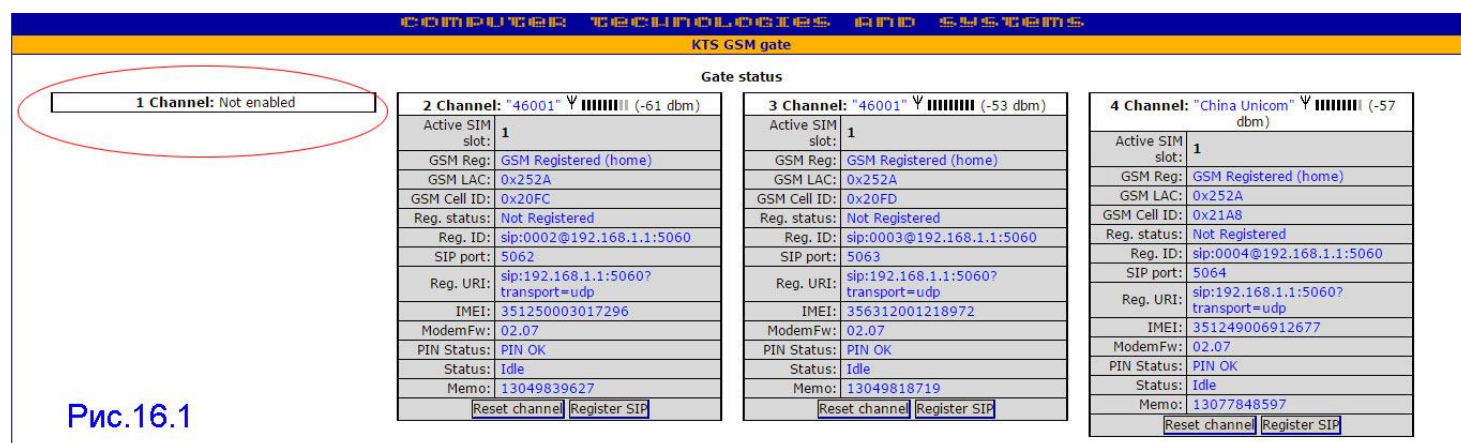 COMPUTER TECHNOLOGIES AND SYSTEMS
KTS GSM gate
Gate status
1 Channel: Not enabled
2 Channel: "46001" (-61 dbm)
Active SIM slot: 1
GSM Reg: GSM Registered (home)
GSM LAC: 0x252A
GSM Cell ID: 0x20FC
Reg. status: Not Registered
Reg. ID: sip:0002@192.168.1.1:5060
SIP port: 5062
Reg. URI: sip:192.168.1.1:5060?
transport=udp
IMEI: 351250003017296
ModemFw: 02.07
PIN Status: PIN OK
Status: Idle
Memo: 13049839627
Reset channel Register SIP
3 Channel: "46001" (-53 dbm)
Active SIM slot: 1
GSM Reg: GSM Registered (home)
GSM LAC: 0x252A
GSM Cell ID: 0x20FD
Reg. status: Not Registered
Reg. ID: sip:0003@192.168.1.1:5060
SIP port: 5063
Reg. URI: sip:192.168.1.1:5060?
transport=udp
IMEI: 356312001218972
ModemFw: 02.07
PIN Status: PIN OK
Status: Idle
Memo: 13049818719
Reset channel Register SIP
4 Channel: "China Unicom" (-57
dbm)
Active SIM slot: 1
GSM Reg: GSM Registered (home)
GSM LAC: 0x252A
GSM Cell ID: 0x21A8
Reg. status: Not Registered
Reg. ID: sip:0004@192.168.1.1:5060
SIP port: 5064
Reg. URI: sip:192.168.1.1:5060?
transport=udp
IMEI: 351249006912677
ModemFw: 02.07
PIN Status: PIN OK
Status: Idle
Memo: 13077848597
Reset channel Register SIP
Рис.16.1